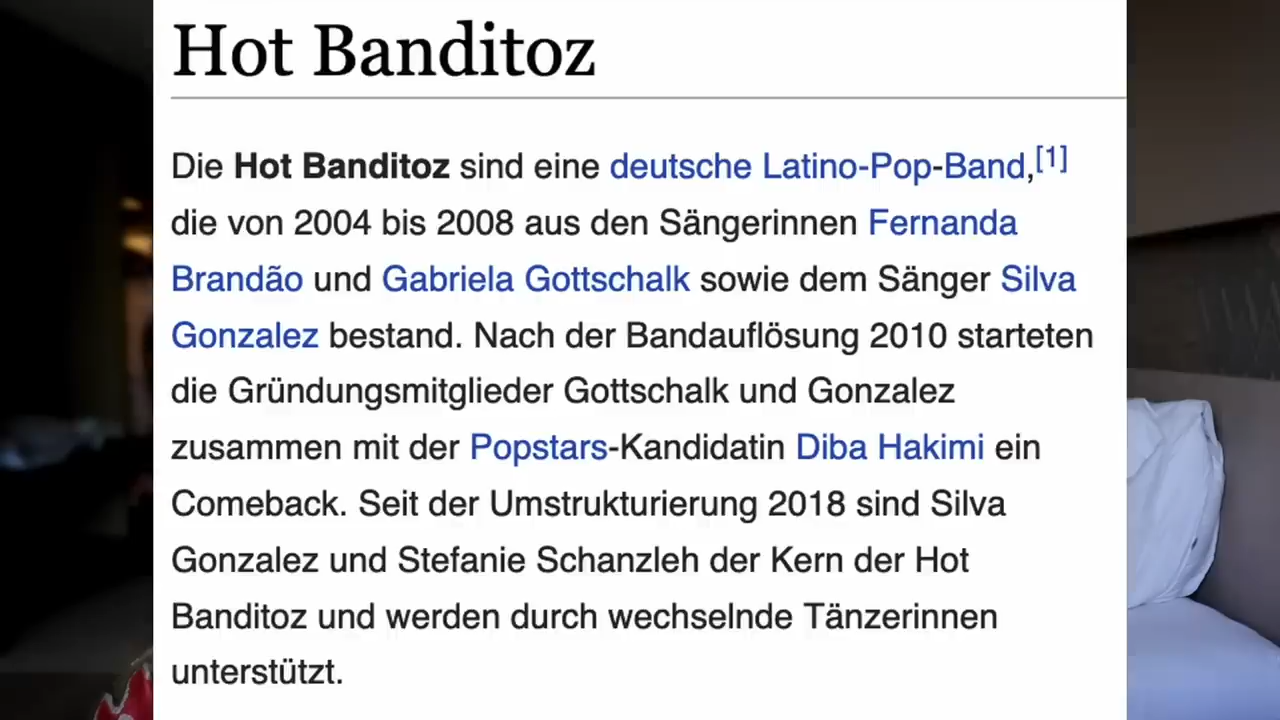 Hot Banditoz
Die Hot Banditoz sind eine deutsche Latino-Pop-Band,[1]
die von 2004 bis 2008 aus den Sängerinnen Fernanda
Brandão und Gabriela Gottschalk sowie dem Sänger Silva
Gonzalez bestand. Nach der Bandauflösung 2010 starteten
die Gründungsmitglieder Gottschalk und Gonzalez
zusammen mit der Popstars-Kandidatin Diba Hakimi ein
Comeback. Seit der Umstrukturierung 2018 sind Silva
Gonzalez und Stefanie Schanzleh der Kern der Hot
Banditoz und werden durch wechselnde Tänzerinnen
unterstützt.